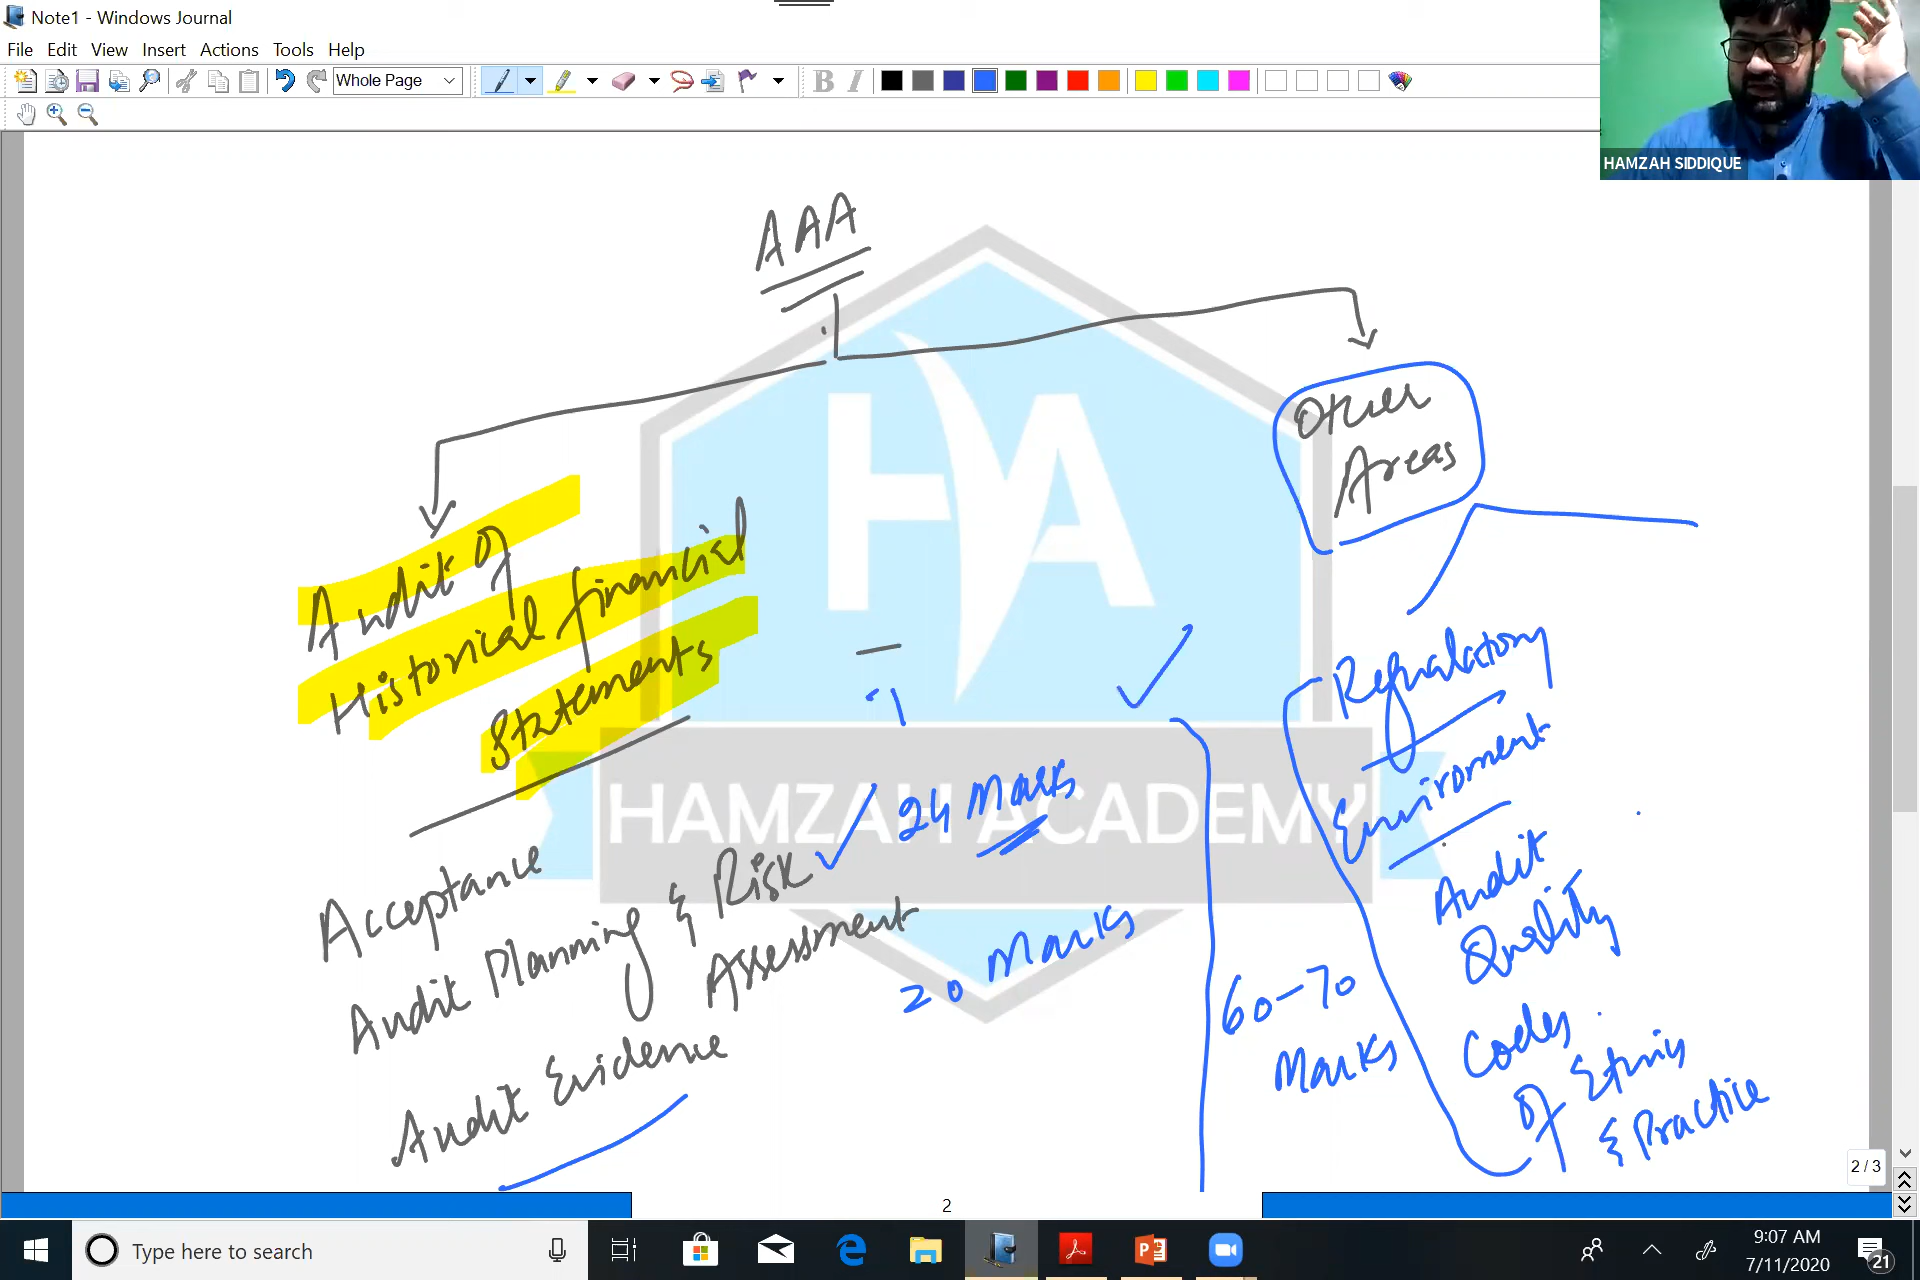 Note1 - Windows Journal
File Edit View Insert Actions Tools Help
Whole Page
HAMZAH SIDDIQUE
AAA
Other
Areas
Audit of
Historical financial
Statements
HA
HAMZAH ACADEMY
24 Marks
Acceptance
Audit Planning & Risk
Assessment
20 Marks
Audit Evidence
60-70
Marks
Regulatory
Enviroment
Audit
Quality
Codes
of Ethics
& Practice
2 / 3
2
Type here to search
9:07 AM
7/11/2020
21